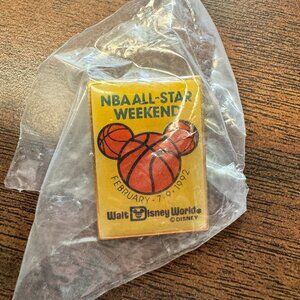 NBA ALL-STAR
WEEKEND
FEBRUARY • 7-9 • 1992
Walt Disney World®
© DISNEY